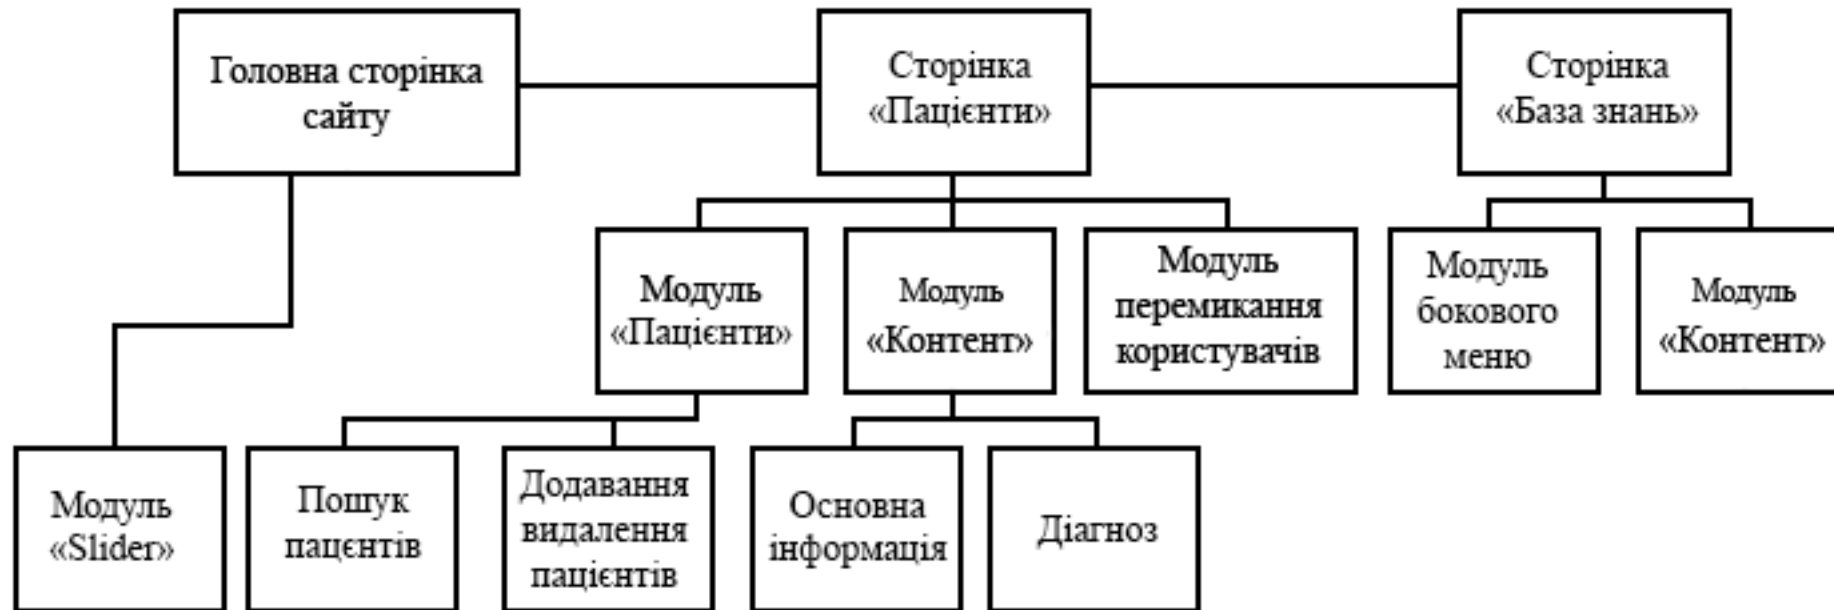 Головна сторінка
сайту
Сторінка
«Пацієнти»
Сторінка
«База знань»
Модуль
«Пацієнти»
Модуль
«Контент»
Модуль
перемикання
користувачів
Модуль
бокового
меню
Модуль
«Контент»
Модуль
«Slider»
Пошук
пацєнтів
Додавання
видалення
пацієнтів
Основна
інформація
Діагноз